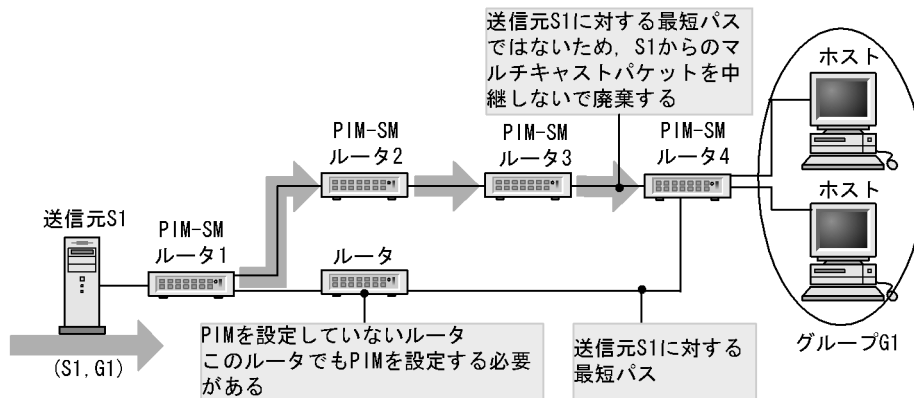 送信元S1に対する最短パス
ではないため，S1からのマ
ルチキャストパケットを中
継しないで廃棄する
ホスト
PIM-SM
ルータ2
PIM-SM
ルータ3
PIM-SM
ルータ4
ホスト
送信元S1
PIM-SM
ルータ1
ルータ
PIMを設定していないルータ
このルータでもPIMを設定する必要
がある
送信元S1に対する
最短パス
グループG1
(S1,G1)